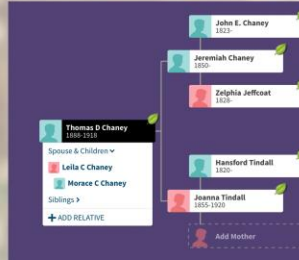 John E. Chaney
1823-
Jeremiah Chaney
1850-
Zelphia Jeffcoat
1828-
Thomas D Chaney
1888-1918
Spouse & Children
Leila C Chaney
Morace C Chaney
Siblings
+ ADD RELATIVE
Hansford Tindall
1820-
Joanna Tindall
1855-1920
Add Mother